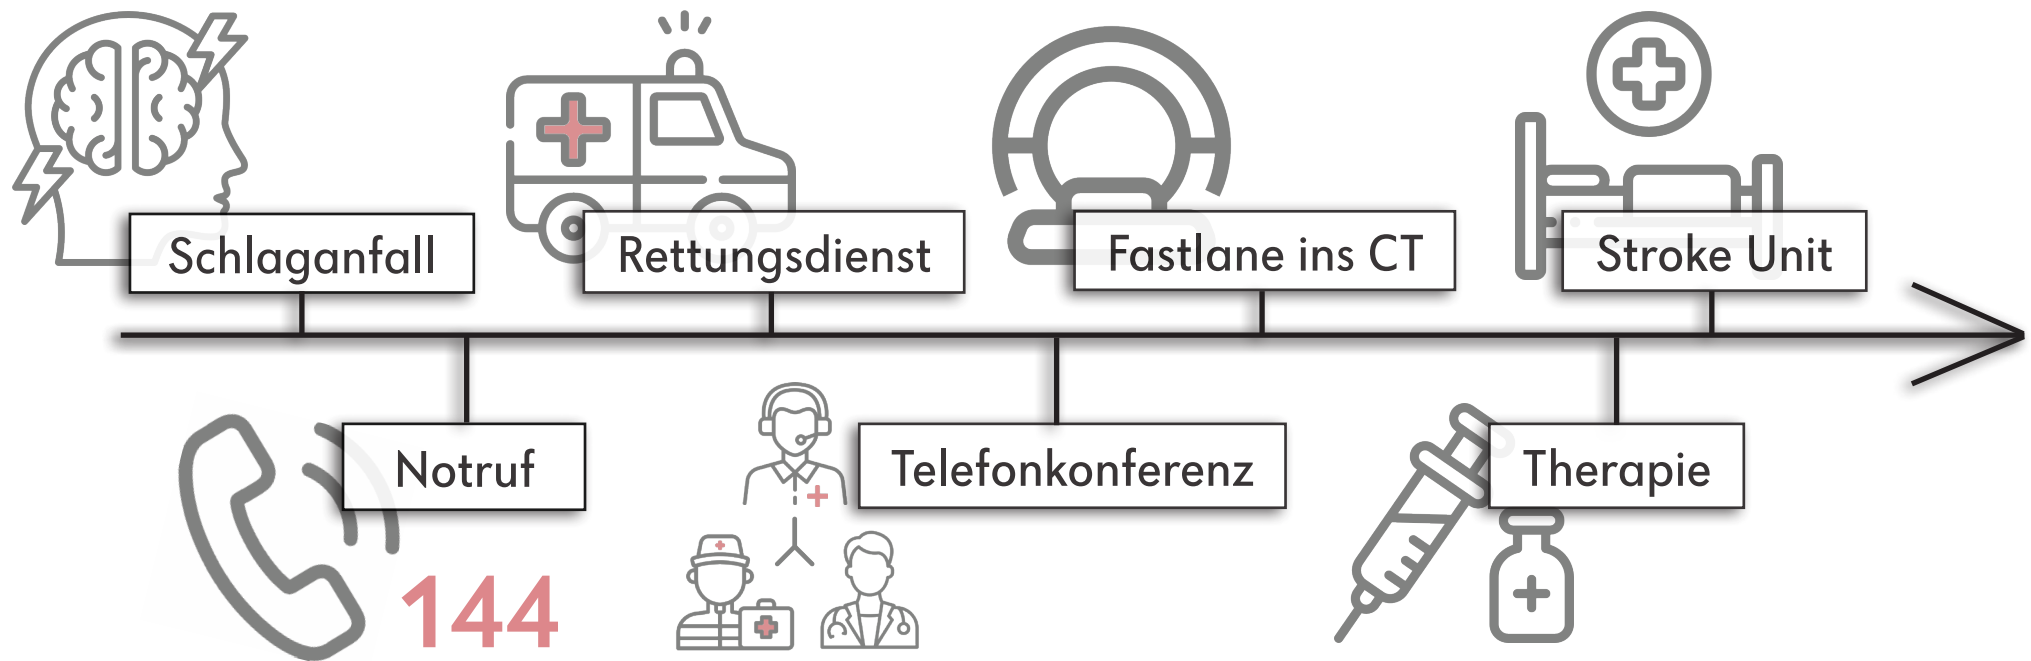 Schlaganfall
Rettungsdienst
Fastlane ins CT
Stroke Unit
Notruf
Telefonkonferenz
Therapie
144